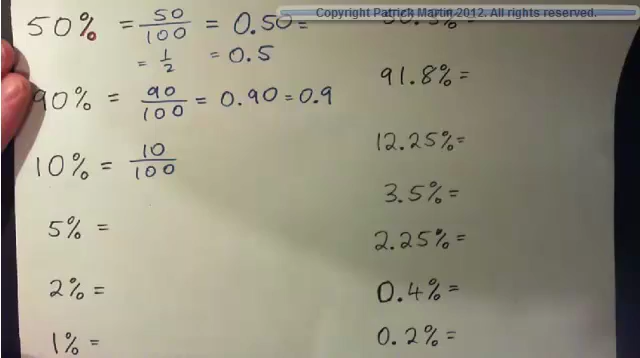 Copyright Patrick Martin 2012. All rights reserved.
50% = 50/100 = 0.50 =
= 1/2 = 0.5
90% = 90/100 = 0.90 = 0.9
10% = 10/100
5% =
2% =
1% =
91.8% =
12.25% =
3.5% =
2.25% =
0.4% =
0.2% =